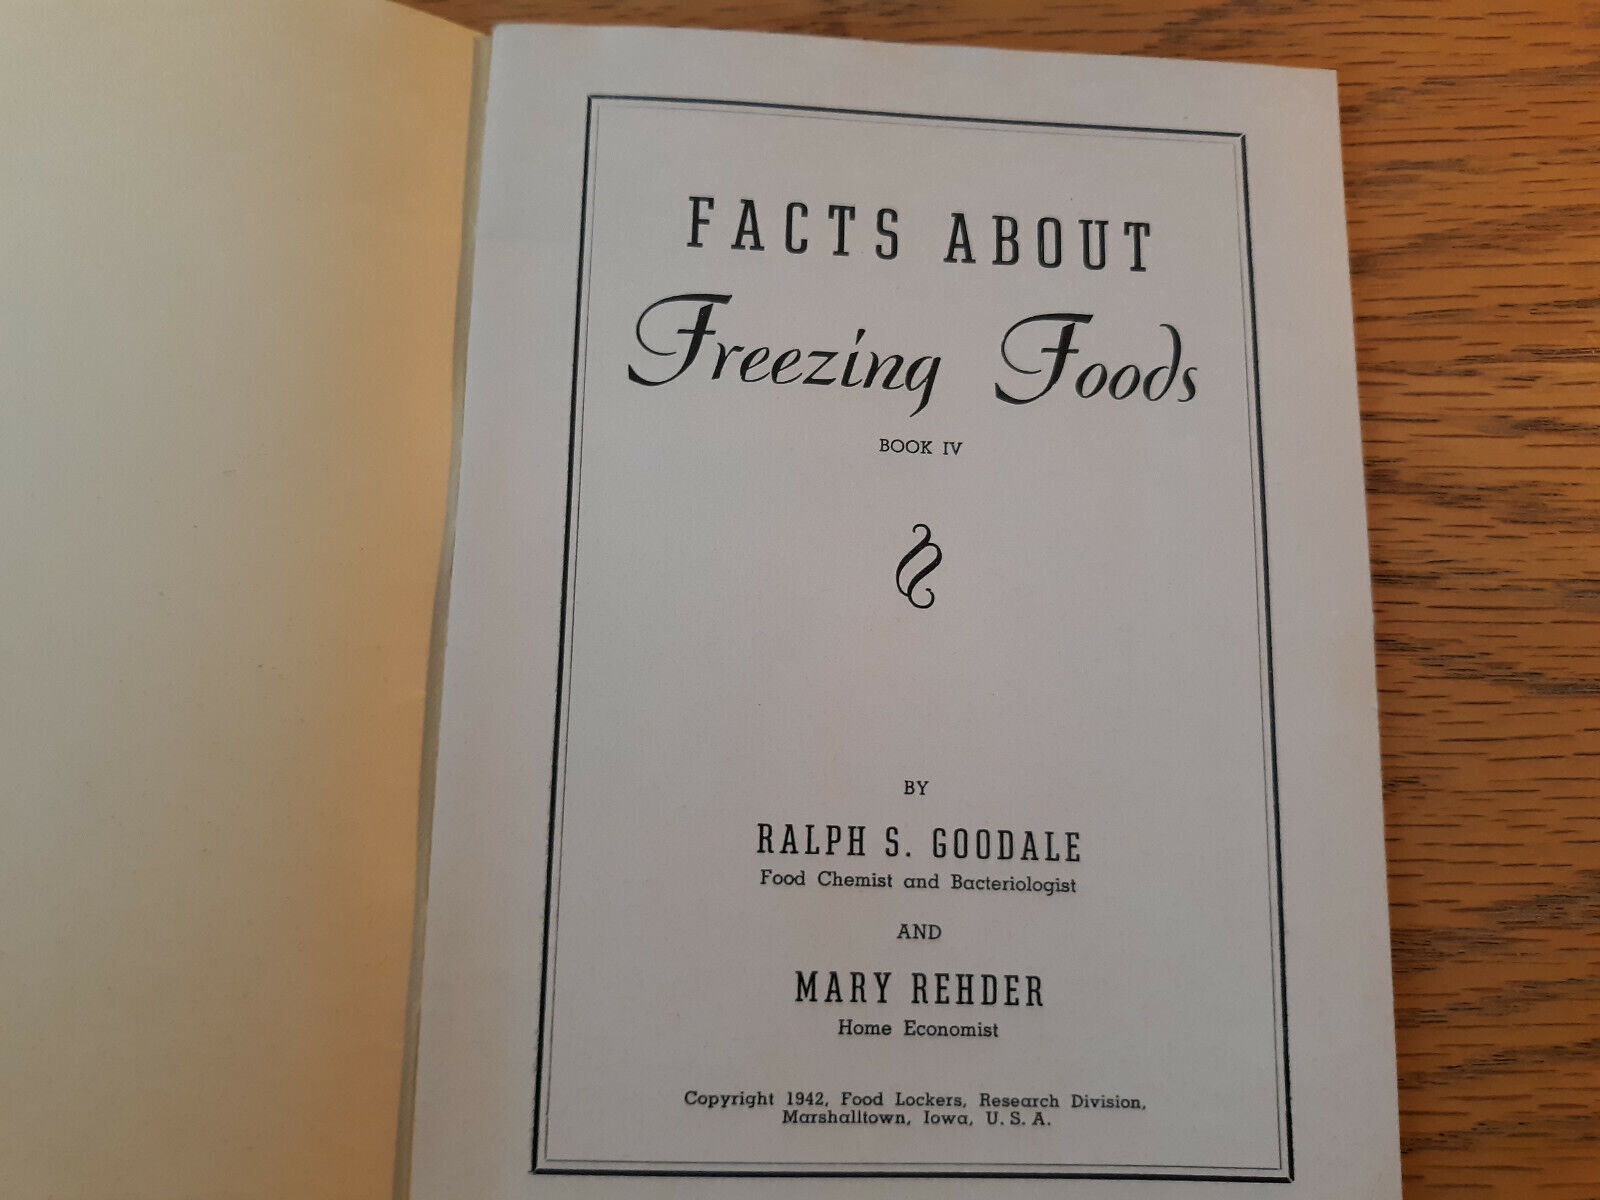 FACTS ABOUT
Freezing Foods
BOOK IV
BY
RALPH S. GOODALE
Food Chemist and Bacteriologist
AND
MARY REHDER
Home Economist
Copyright 1942, Food Lockers, Research Division,
Marshalltown, Iowa, U. S. A.